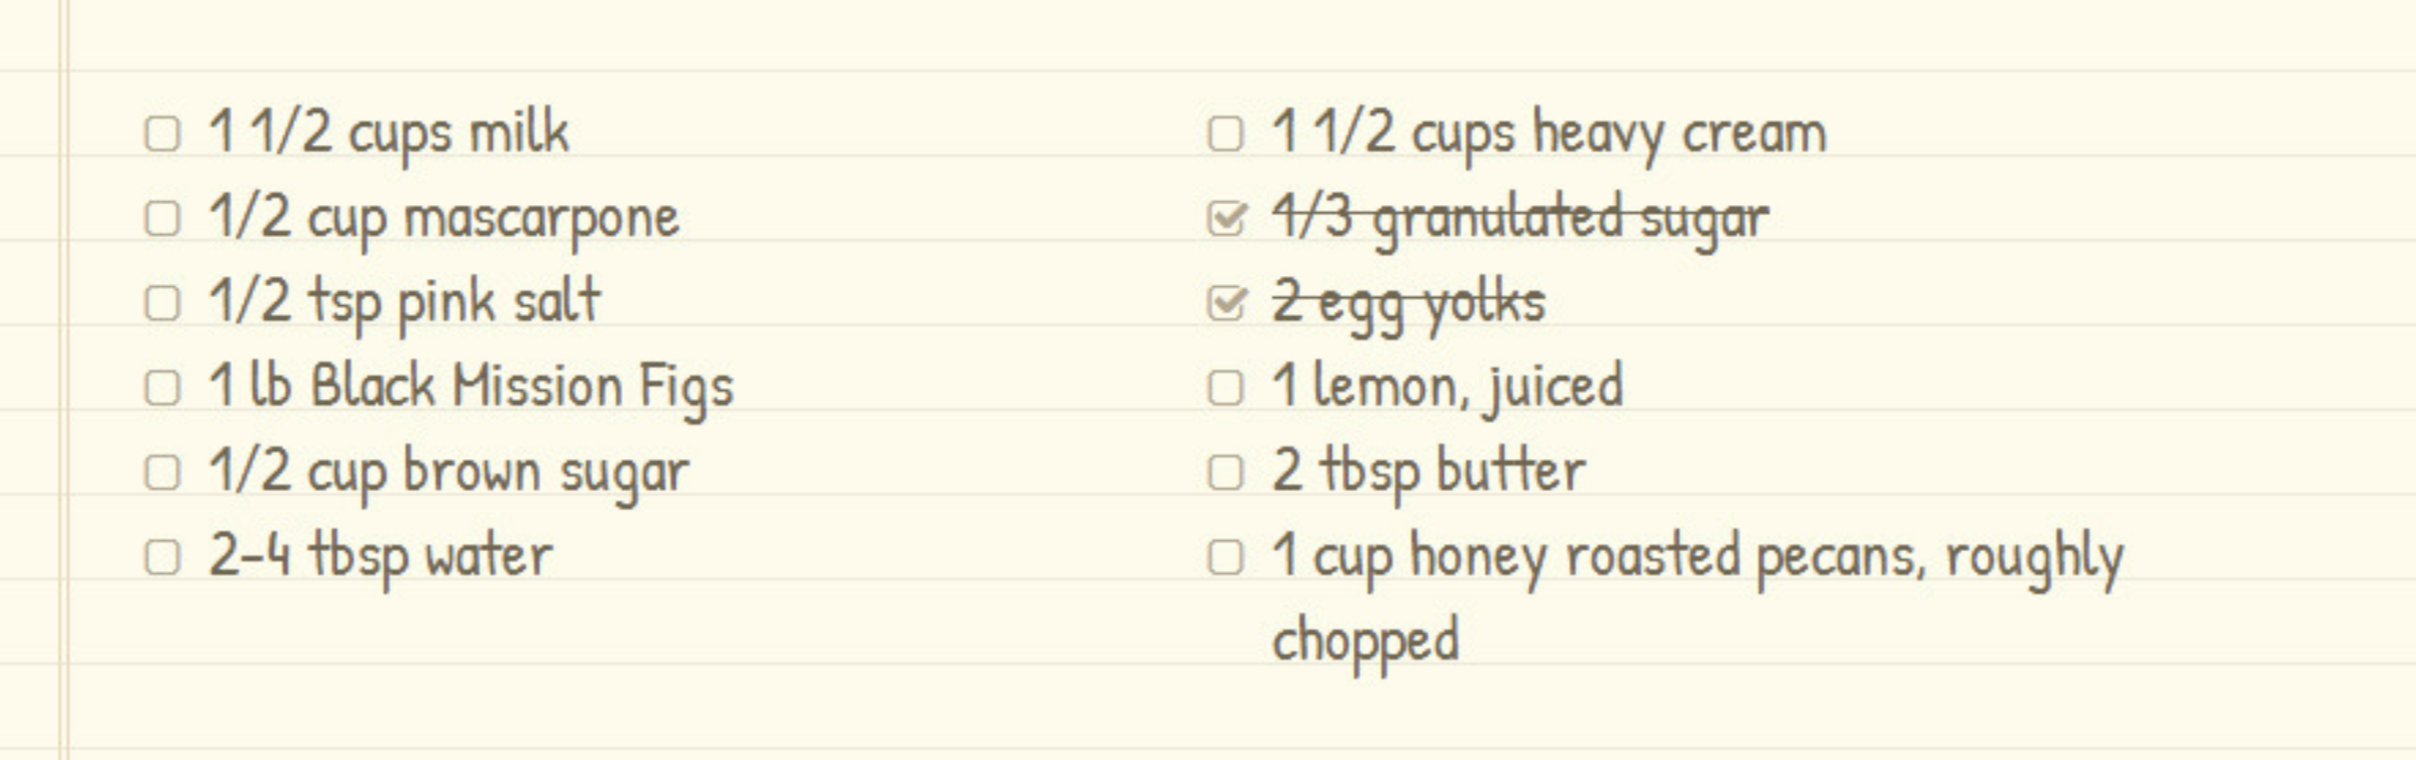 1 1/2 cups milk
1/2 cup mascarpone
1/2 tsp pink salt
1 lb Black Mission Figs
1/2 cup brown sugar
2-4 tbsp water
1 1/2 cups heavy cream
1/3 granulated sugar
2 egg yolks
1 lemon, juiced
2 tbsp butter
1 cup honey roasted pecans, roughly
chopped